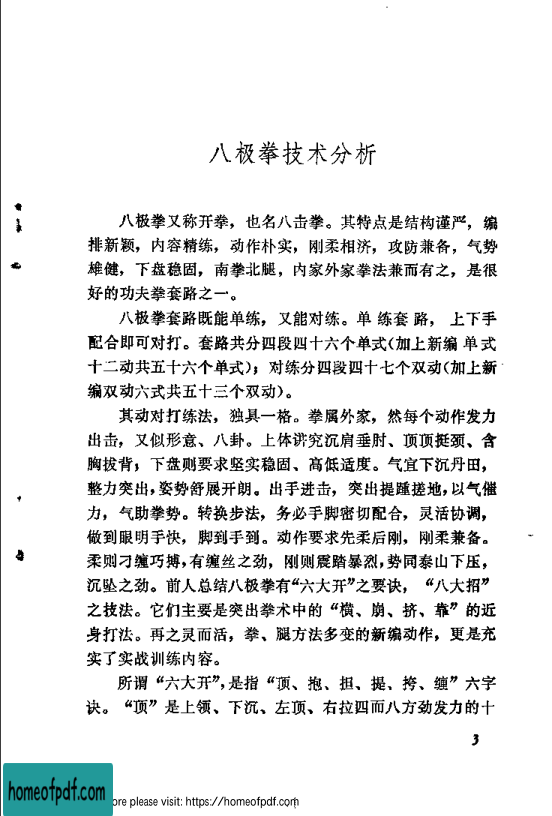 八极拳技术分析
八极拳又称开拳，也名八击拳。其特点是结构谨严，编
排新颖，内容精练，动作朴实，刚柔相济，攻防兼备，气势
雄健，下盘稳固，南拳北腿，内家外家拳法兼而有之，是很
好的功夫拳套路之一。
八极拳套路既能单练，又能对练。单练套路，上下手
配合即可对打。套路共分四段四十六个单式(加上新编单式
十二动共五十六个单式)；对练分四段四十七个双动(加上新
编双动六式共五十三个双动)。
其动对打练法，独具一格。拳属外家，然每个动作发力
出击，又似形意、八卦。上体讲究沉肩垂肘、顶顶挺颈、含
胸拔背；下盘则要求坚实稳固、高低适度。气宜下沉丹田，
整力突出，姿势舒展开朗。出手进击，突出提踵搓地，以气催
力，气助拳势。转换步法，务必手脚密切配合，灵活协调，
做到眼明手快，脚到手到。动作要求先柔后刚，刚柔兼备。
柔则刁缠巧搏，有缠丝之劲，刚则震踏暴烈，势同泰山下压，
沉坠之劲。前人总结八极拳有“六大开”之要诀，“八大招”
之技法。它们主要是突出拳术中的“横、崩、挤、靠”的近
身打法。再之灵而活，拳、腿方法多变的新编动作，更是充
实了实战训练内容。
所谓“六大开”，是指“顶、抱、担、提、挎、缠”六字
诀。“顶”是上领、下沉、左顶、右拉四而八方劲发力的十
3
homeofpdf.com
ore please visit: https://homeofpdf.com